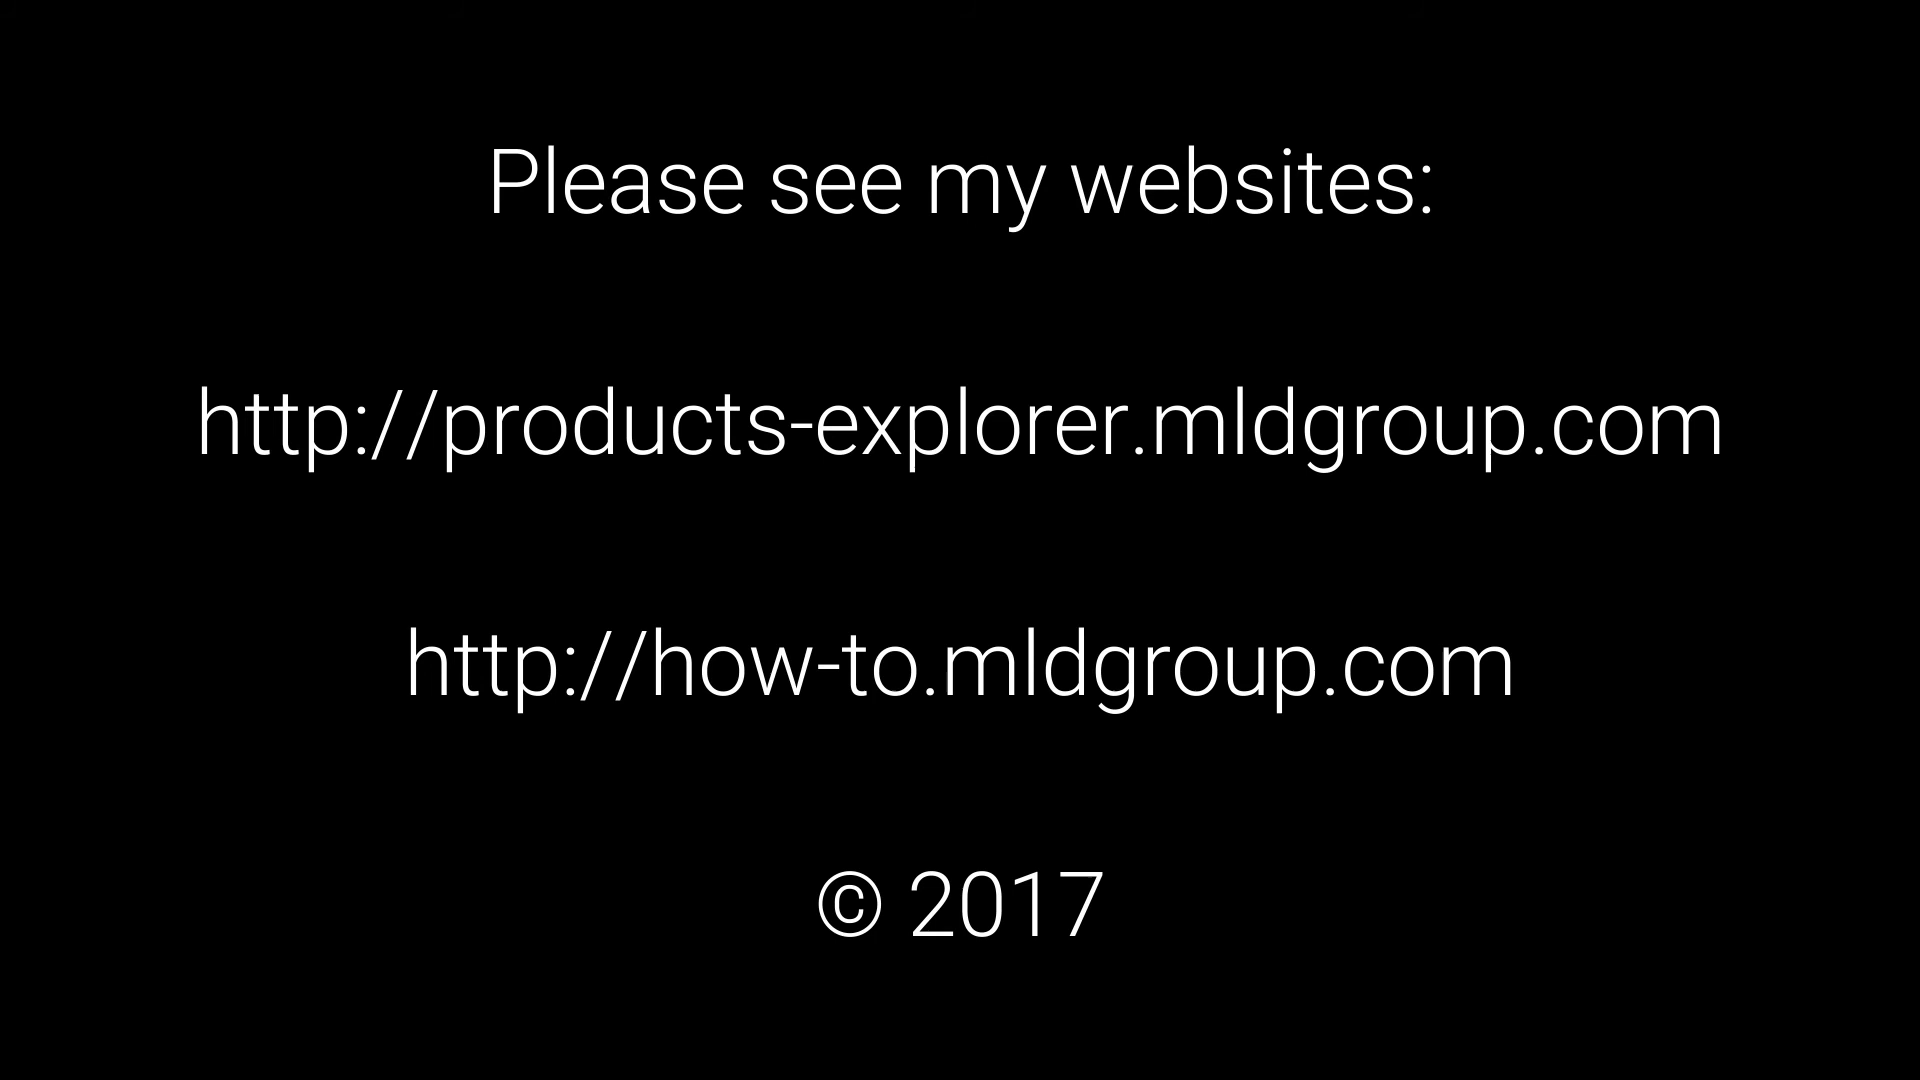 Please see my websites:
http://products-explorer.mldgroup.com
http://how-to.mldgroup.com
© 2017